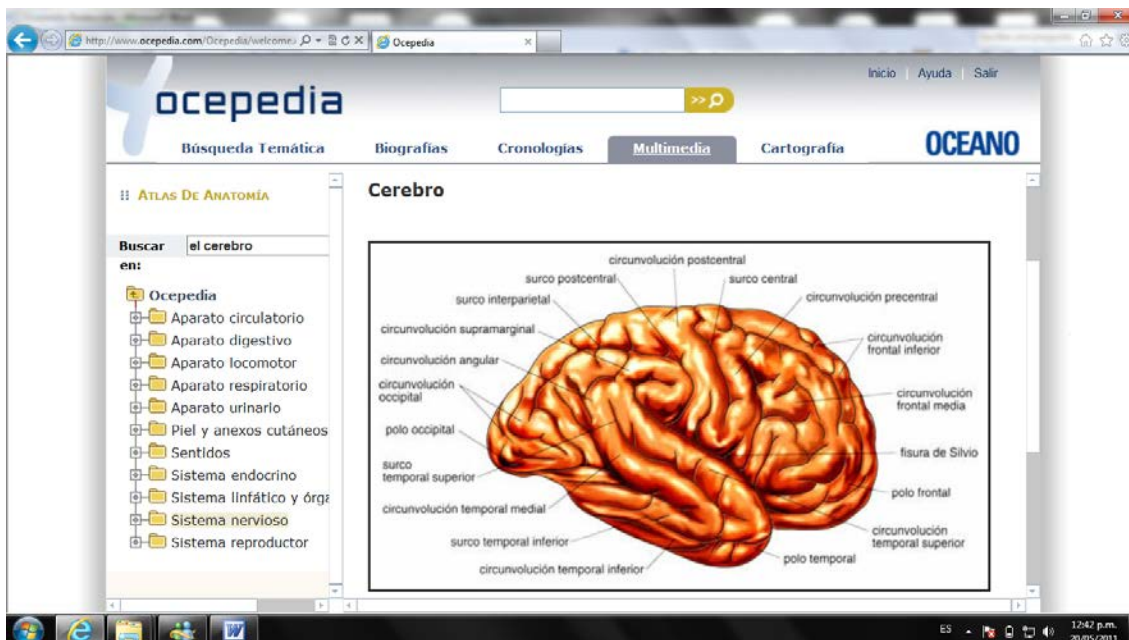 http://www.ocepedia.com/Ocepedia/welcome.
Ocepedia
Inicio Ayuda Salir
ocepedia
>>
Búsqueda Temática Biografías Cronologías Multimedia Cartografía OCEANO
ATLAS DE ANATOMÍA
Buscar en: el cerebro
Ocepedia
Aparato circulatorio
Aparato digestivo
Aparato locomotor
Aparato respiratorio
Aparato urinario
Piel y anexos cutáneos
Sentidos
Sistema endocrino
Sistema linfático y órga
Sistema nervioso
Sistema reproductor
Cerebro
circunvolución postcentral
surco postcentral
surco central
surco interparietal
circunvolución precentral
circunvolución supramarginal
circunvolución
frontal inferior
circunvolución angular
circunvolución
occipital
circunvolución
frontal media
polo occipital
fisura de Silvio
surco
temporal superior
polo frontal
circunvolución temporal medial
circunvolución
temporal superior
surco temporal inferior
polo temporal
circunvolución temporal inferior
ES
12:42 p.m.
20/05/2011